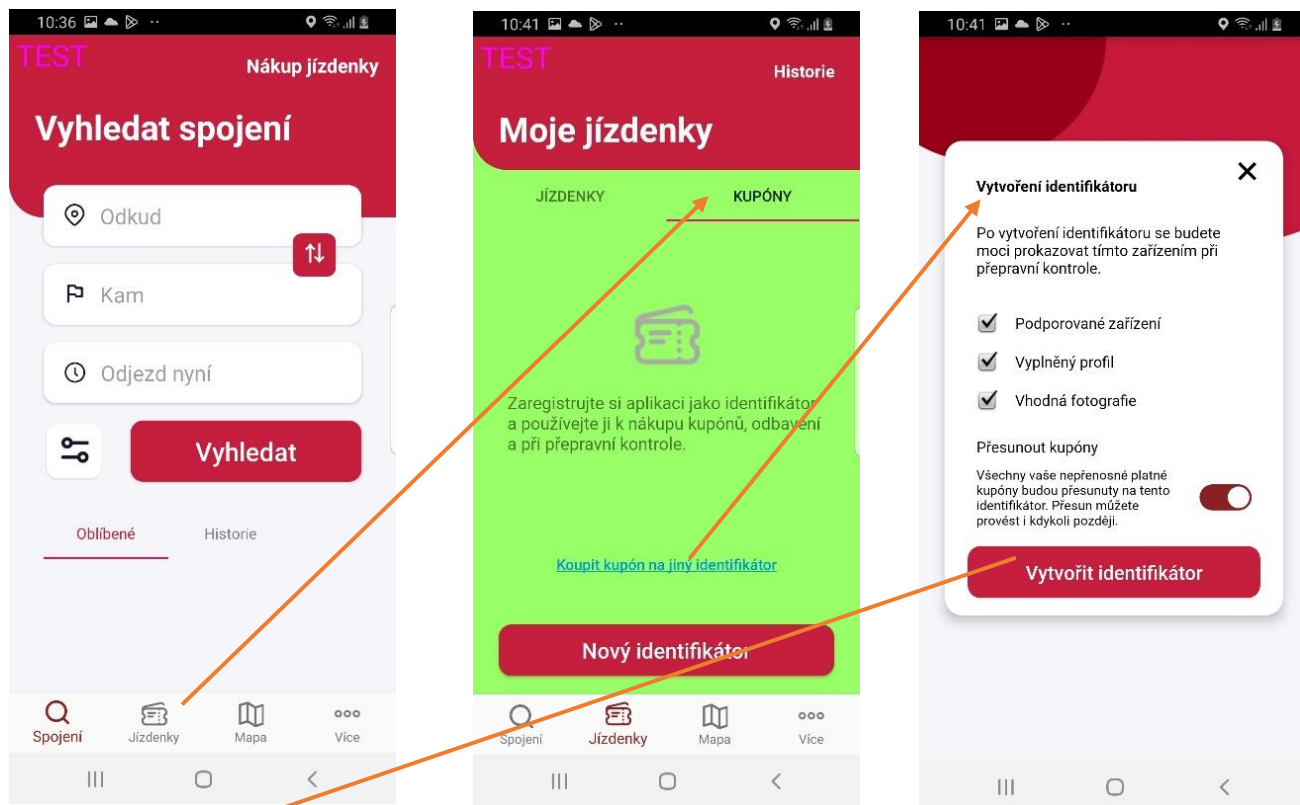 10:36
TEST
Nákup jízdenky
Vyhledat spojení
Odkud
Kam
Odjezd nyní
Vyhledat
Oblíbené Historie
Spojení Jízdenky Mapa Více
10:41
TEST
Historie
Moje jízdenky
JÍZDENKY KUPÓNY
Zaregistrujte si aplikaci jako identifikátor
a používejte ji k nákupu kupónů, odbavení
a při přepravní kontrole.
Koupit kupón na jiný identifikátor
Nový identifikátor
Spojení Jízdenky Mapa Více
10:41
Vytvoření identifikátoru
Po vytvoření identifikátoru se budete
moci prokazovat tímto zařízením při
přepravní kontrole.
Podporované zařízení
Vyplněný profil
Vhodná fotografie
Přesunout kupóny
Všechny vaše nepřenosné platné
kupóny budou přesunuty na tento
identifikátor. Přesun můžete
provést i kdykoli později.
Vytvořit identifikátor